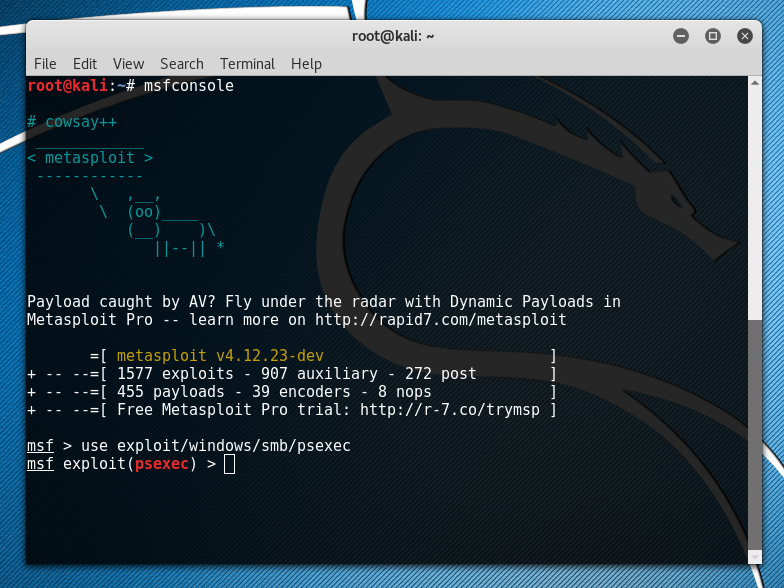 root@kali: ~
File Edit View Search Terminal Help
root@kali:~# msfconsole
# cowsay++
 ____________
< metasploit >
 ------------
       \   ,__,
        \  (oo)____
           (__)    )\
              ||--|| *
Payload caught by AV? Fly under the radar with Dynamic Payloads in
Metasploit Pro -- learn more on http://rapid7.com/metasploit
       =[ metasploit v4.12.23-dev                         ]
+ -- --=[ 1577 exploits - 907 auxiliary - 272 post        ]
+ -- --=[ 455 payloads - 39 encoders - 8 nops             ]
+ -- --=[ Free Metasploit Pro trial: http://r-7.co/trymsp ]
msf > use exploit/windows/smb/psexec
msf exploit(psexec) >